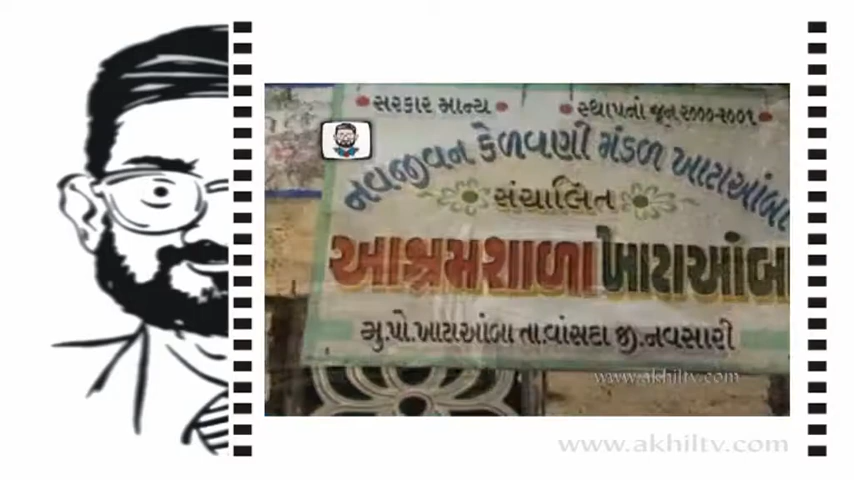 સરકાર માન્ય
સ્થાપનાં જૂન ૨૦૦૦-૨૦૦૧
નવજીવન કેળવણી મંડળ ખાટાઆંબા
સંચાલિત
આશ્રમશાળા ખાટાઆંબા
મુ.પો.ખાટાઆંબા તા.વાંસદા જી.નવસારી
www.akhiltv.com
www.akhiltv.com